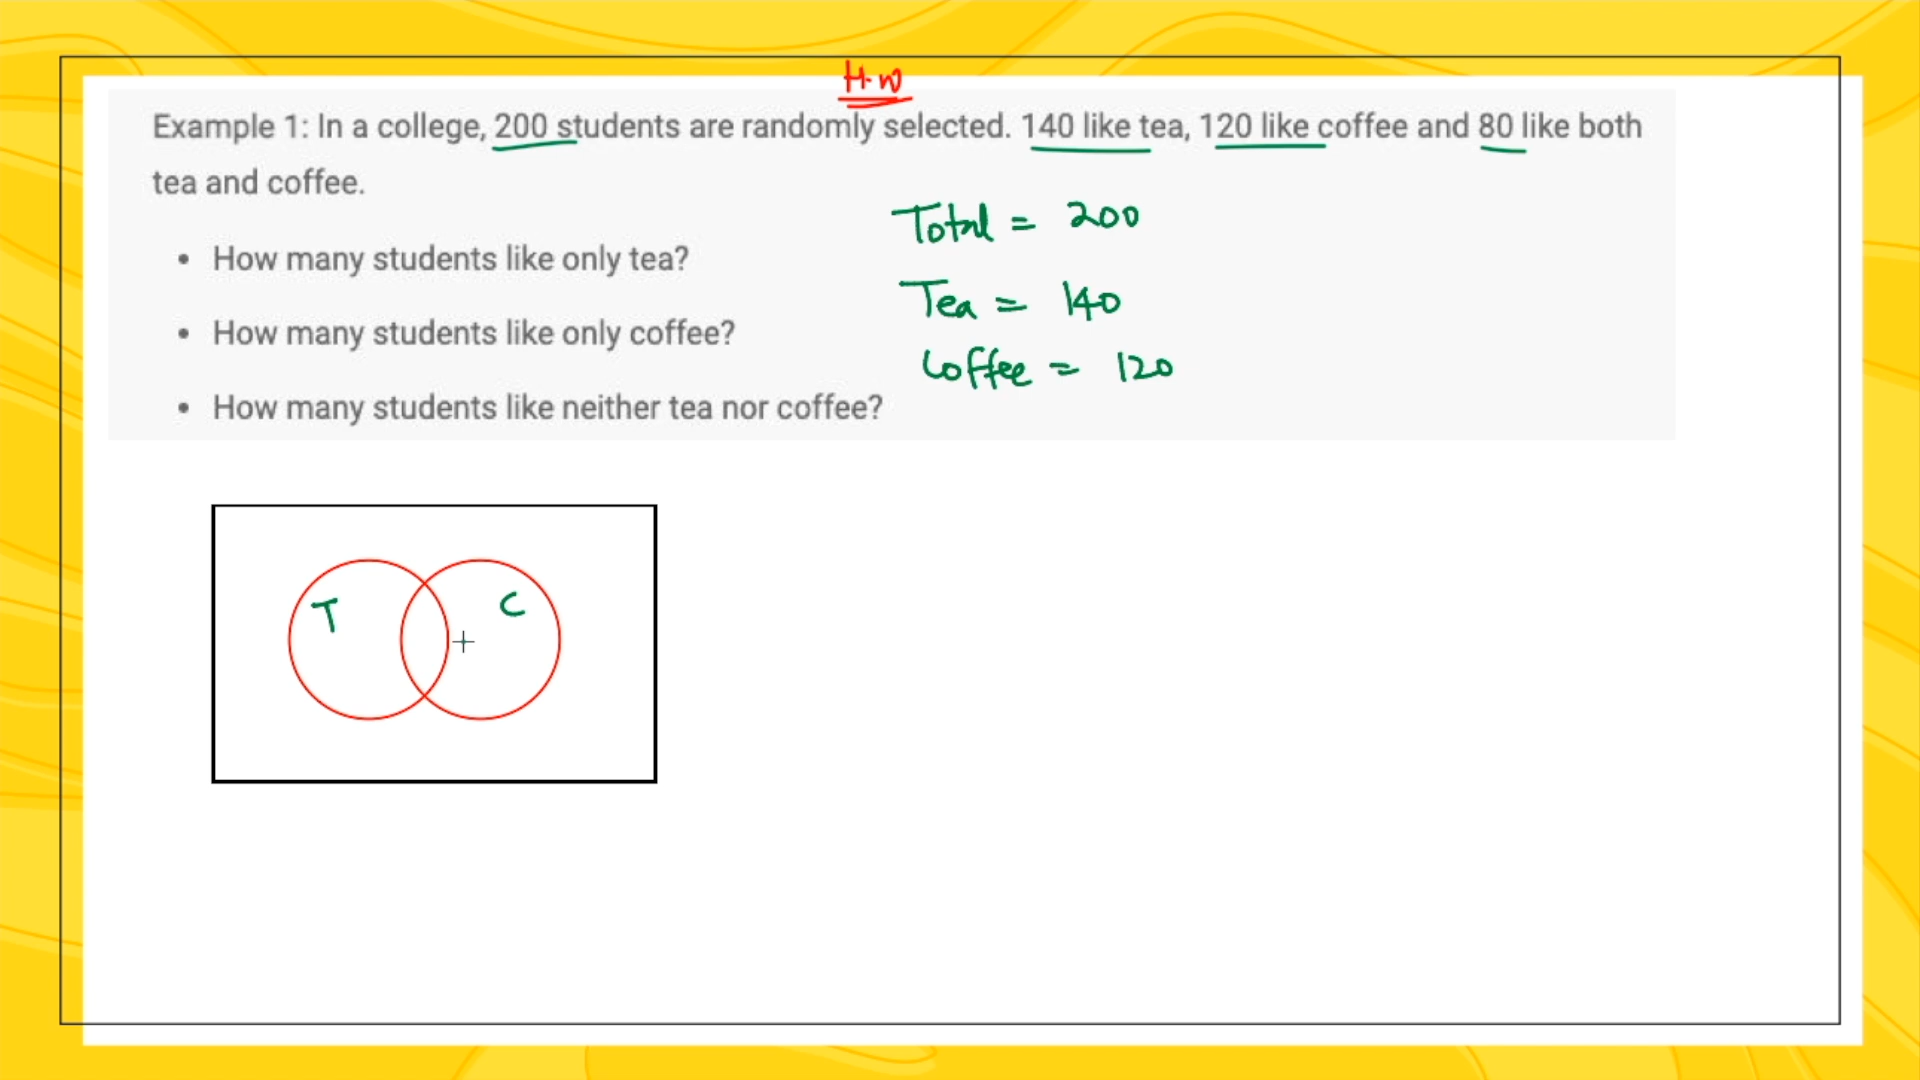 H.W
Example 1: In a college, 200 students are randomly selected. 140 like tea, 120 like coffee and 80 like both
tea and coffee.
Total = 200
• How many students like only tea?
Tea = 140
• How many students like only coffee?
Coffee = 120
• How many students like neither tea nor coffee?
T C